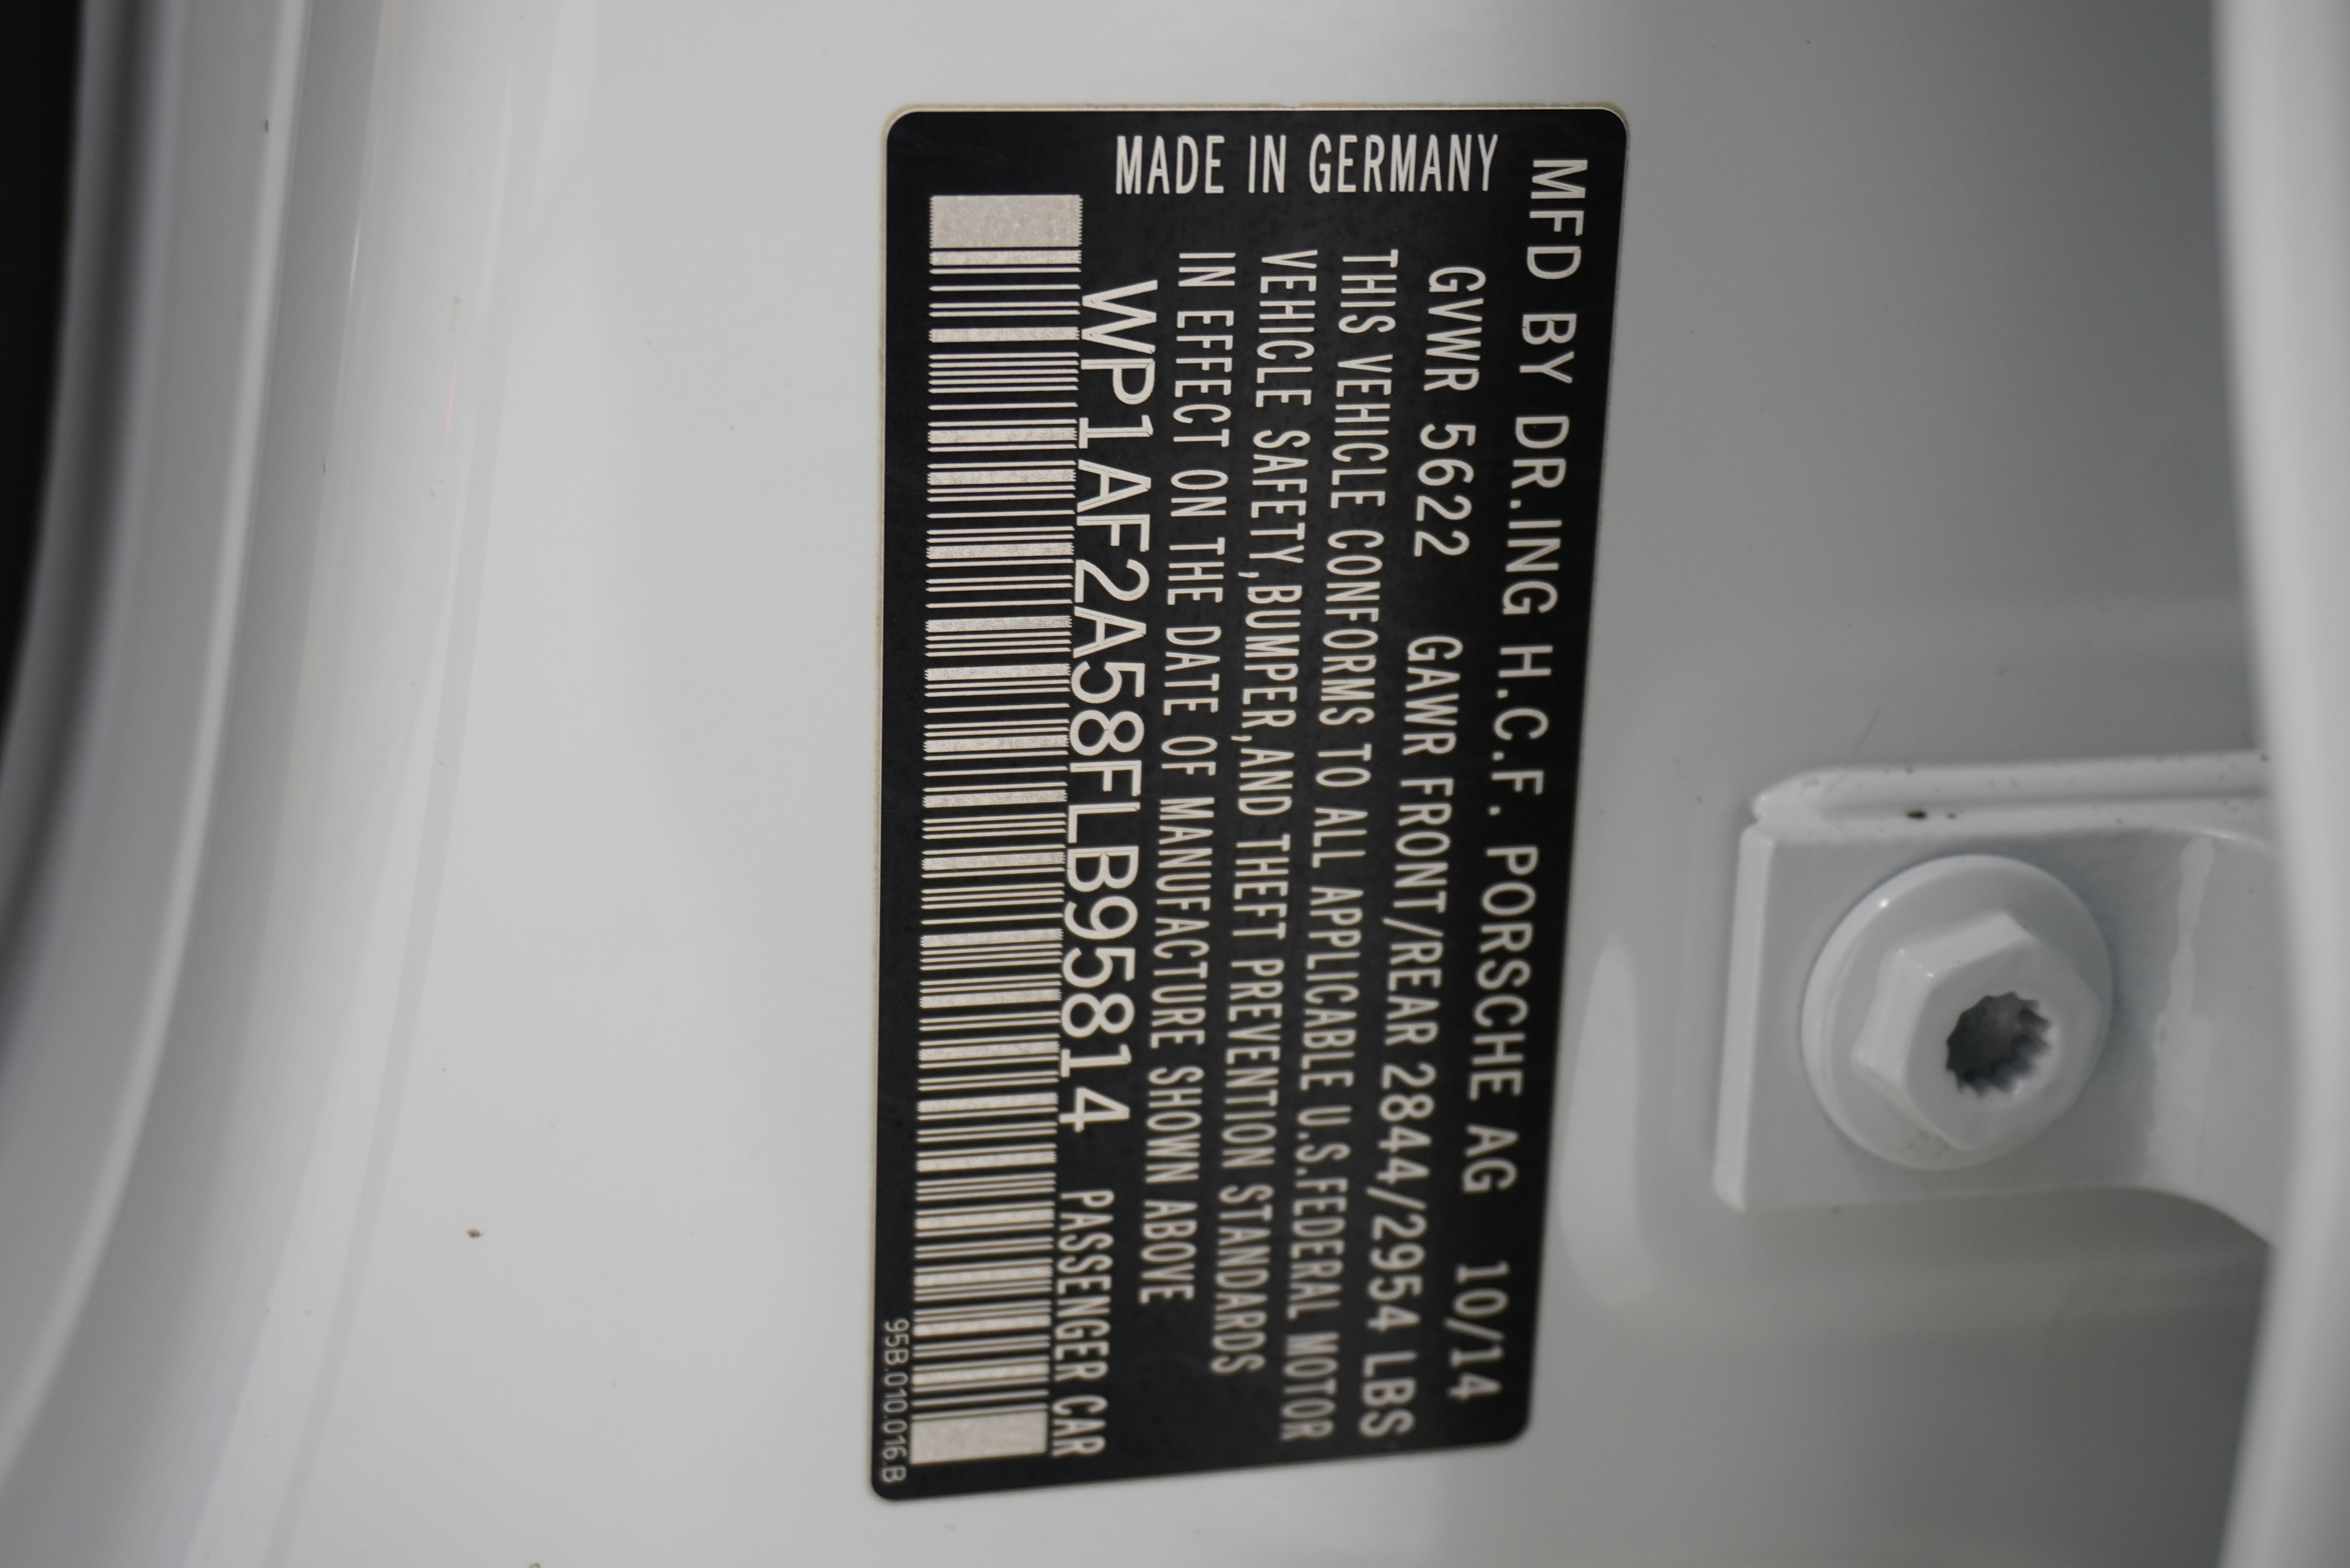 MFD BY DR.ING H.C.F. PORSCHE AG 10/14
GVWR 5622 GAWR FRONT/REAR 2844/2954 LBS
THIS VEHICLE CONFORMS TO ALL APPLICABLE U.S.FEDERAL MOTOR
VEHICLE SAFETY,BUMPER,AND THEFT PREVENTION STANDARDS
IN EFFECT ON THE DATE OF MANUFACTURE SHOWN ABOVE
WP1AF2A58FLB95814 PASSENGER CAR
95B.010.016.B
MADE IN GERMANY